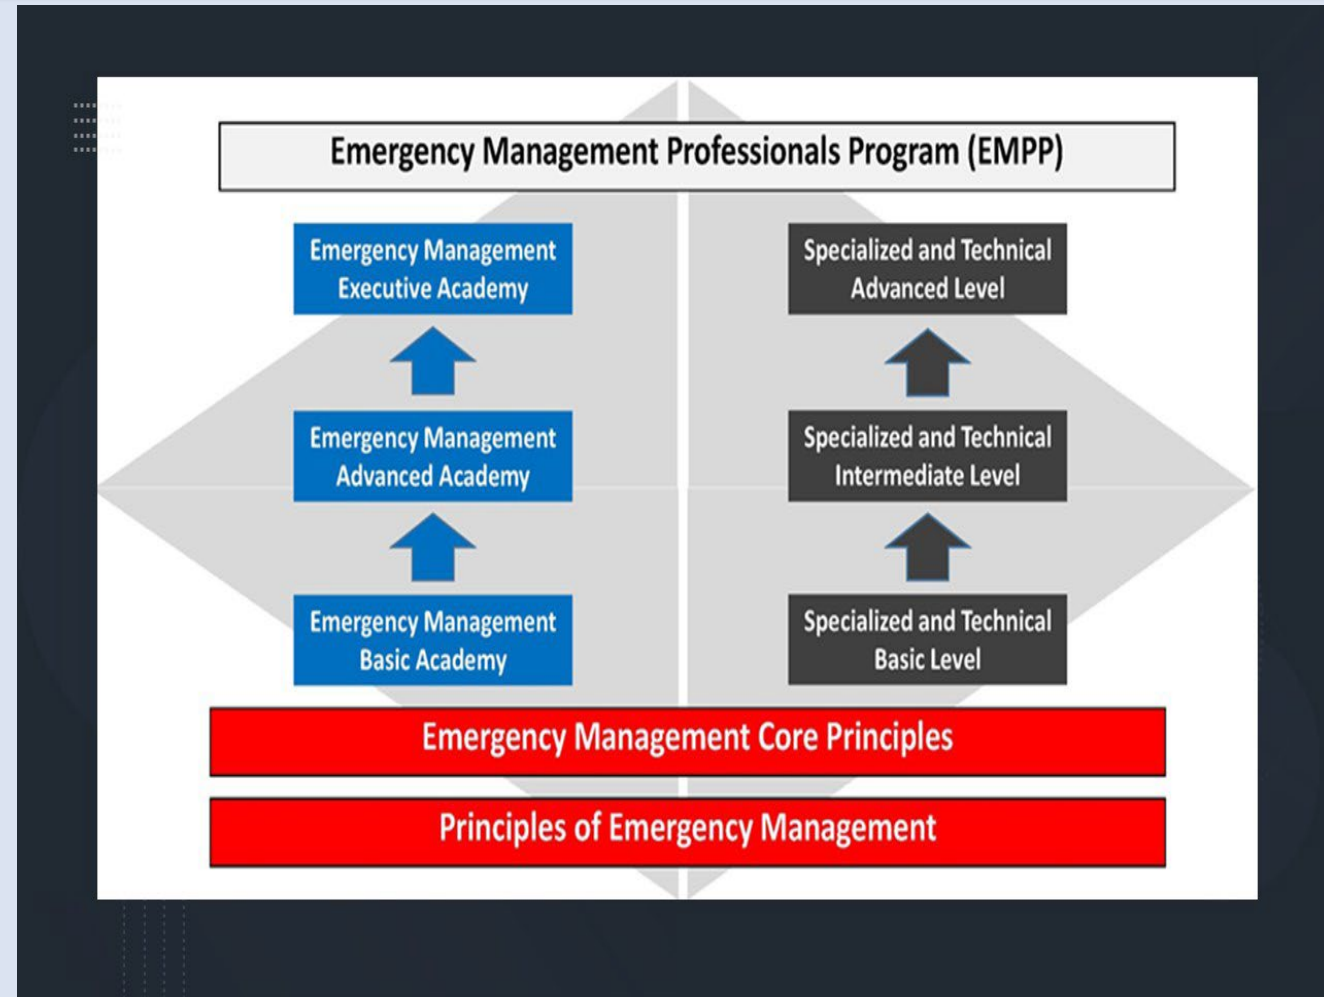 Emergency Management Professionals Program (EMPP)
Emergency Management
Executive Academy
Specialized and Technical
Advanced Level
Emergency Management
Advanced Academy
Specialized and Technical
Intermediate Level
Emergency Management
Basic Academy
Specialized and Technical
Basic Level
Emergency Management Core Principles
Principles of Emergency Management